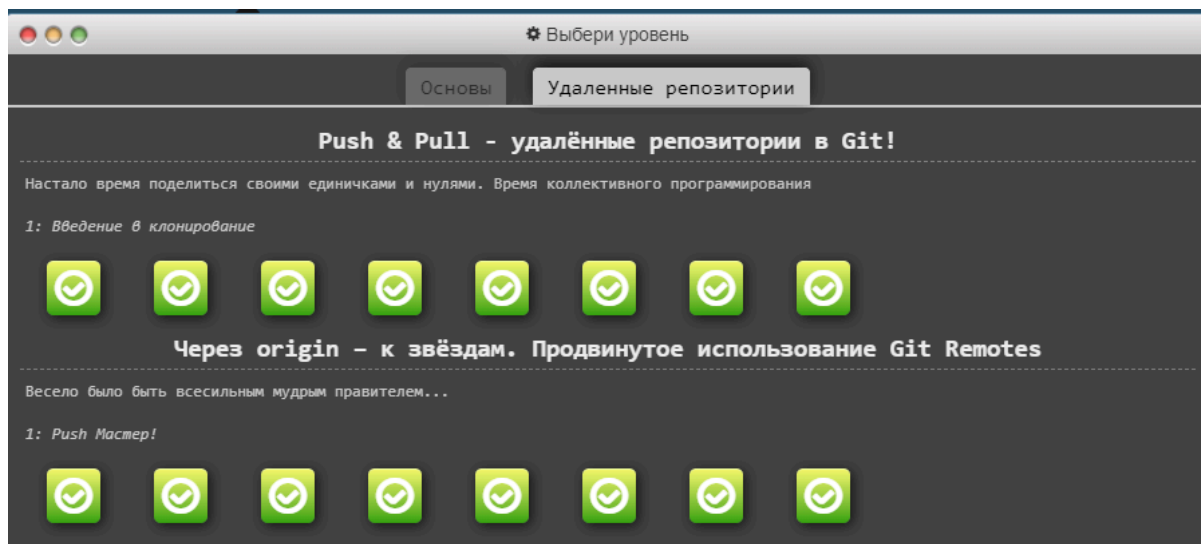 Выбери уровень
Основы
Удаленные репозитории
Push & Pull - удалённые репозитории в Git!
Настало время поделиться своими единичками и нулями. Время коллективного программирования
1: Введение в клонирование
Через origin – к звёздам. Продвинутое использование Git Remotes
Весело было быть всесильным мудрым правителем...
1: Push Мастер!